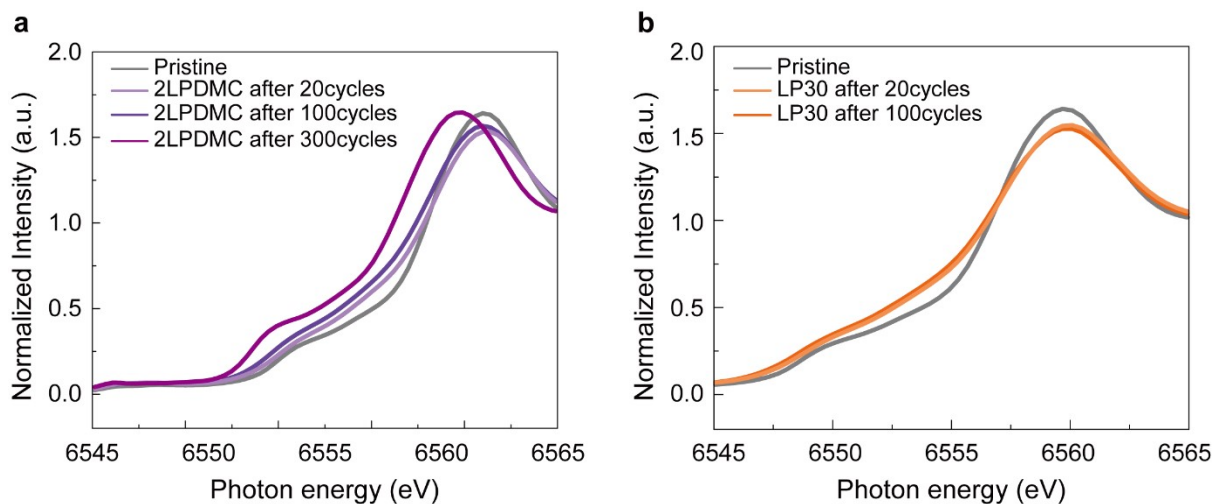 a
2.0
1.5
1.0
0.5
0.0
Normalized Intensity (a.u.)
Pristine
2LPDMC after 20cycles
2LPDMC after 100cycles
2LPDMC after 300cycles
6545
6550
6555
6560
6565
Photon energy (eV)
b
2.0
1.5
1.0
0.5
0.0
Normalized Intensity (a.u.)
Pristine
LP30 after 20cycles
LP30 after 100cycles
6545
6550
6555
6560
6565
Photon energy (eV)